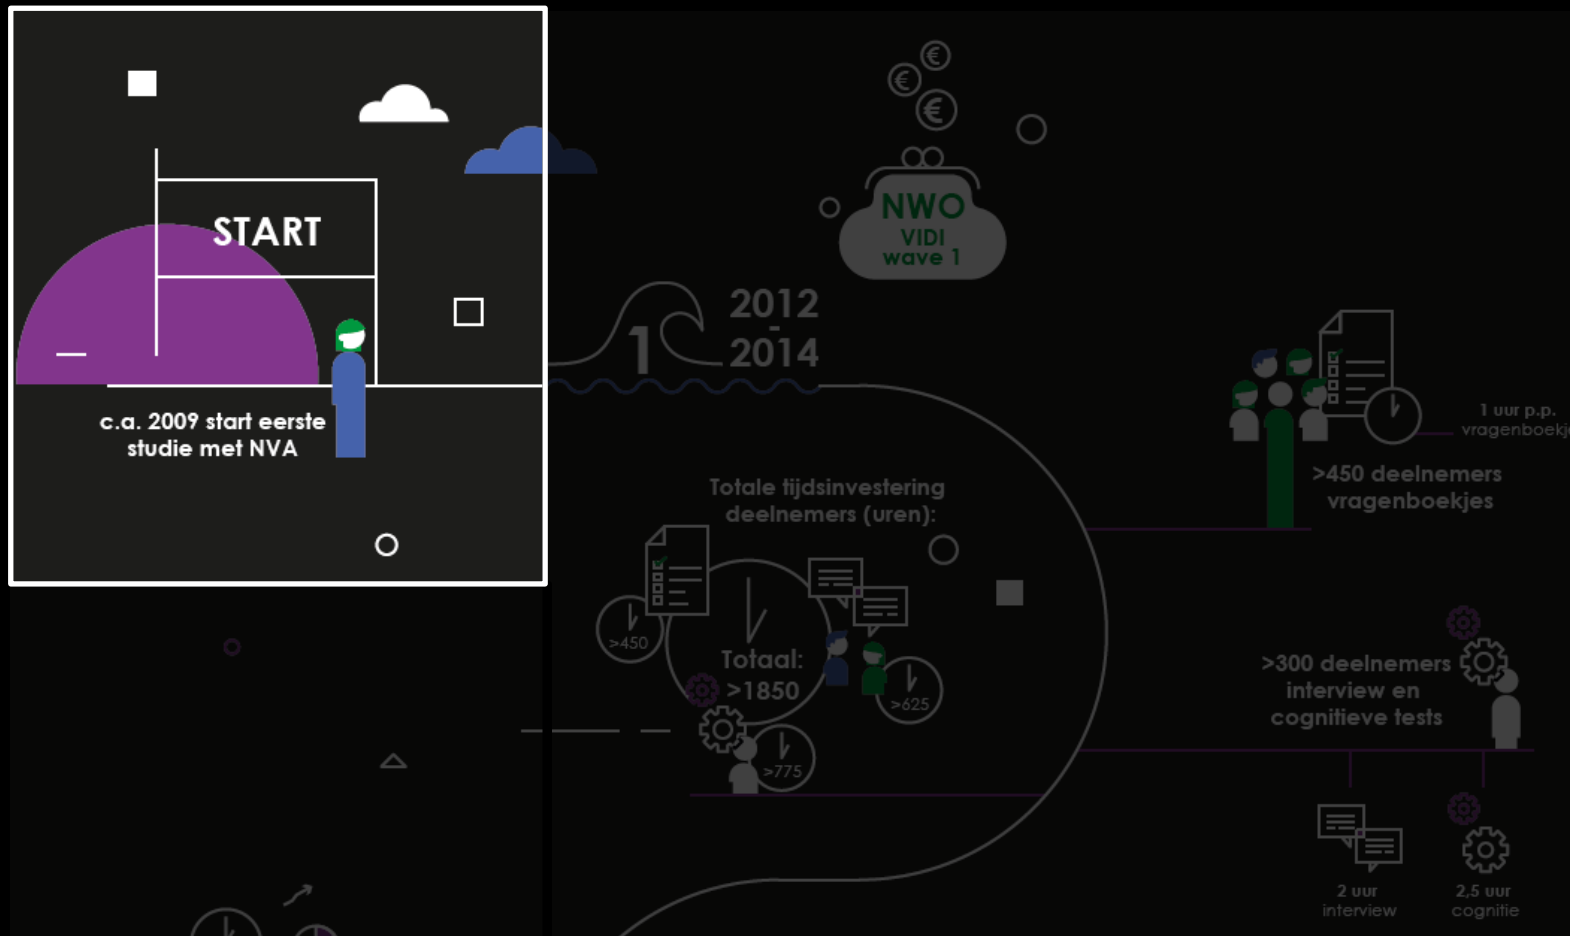 START
c.a. 2009 start eerste
studie met NVA
€
€
€
NWO
VIDI
wave 1
1
2012
-
2014
1 uur p.p.
vragenboekje
>450 deelnemers
vragenboekjes
Totale tijdsinvestering
deelnemers (uren):
>450
Totaal:
>1850
>625
>775
>300 deelnemers
interview en
cognitieve tests
2 uur
interview
2,5 uur
cognitie